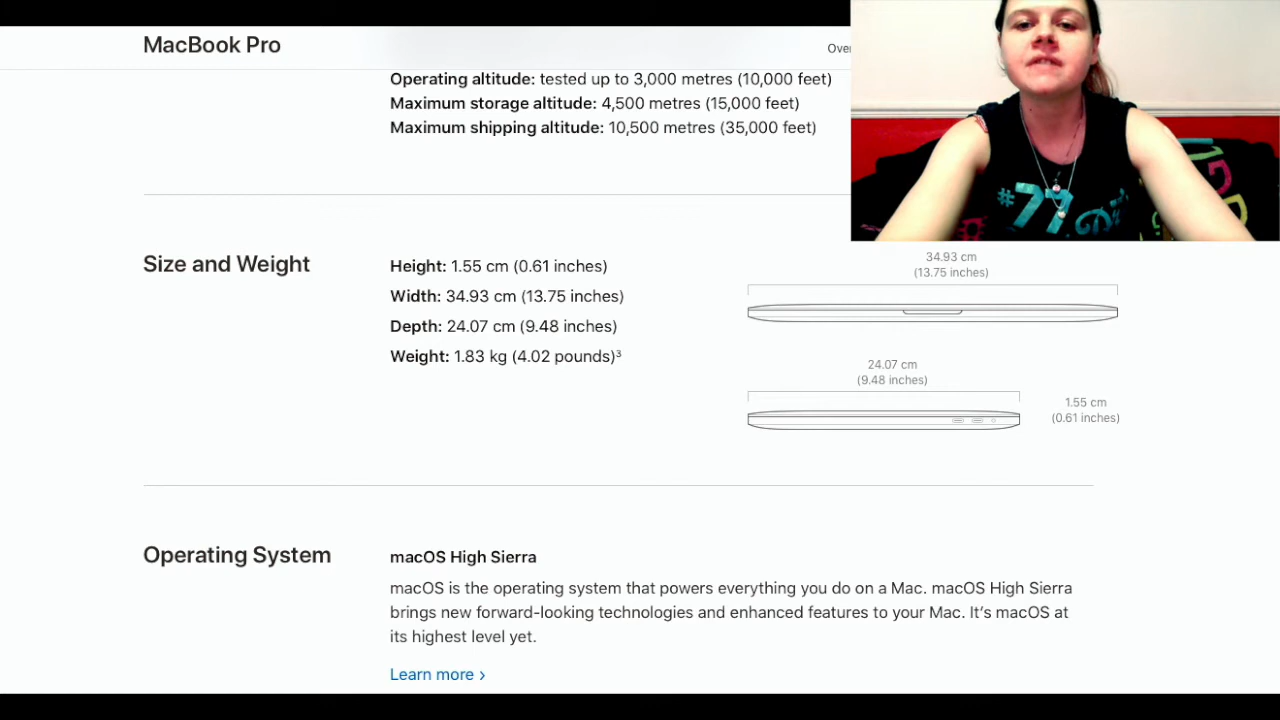 MacBook Pro
Over
Operating altitude: tested up to 3,000 metres (10,000 feet)
Maximum storage altitude: 4,500 metres (15,000 feet)
Maximum shipping altitude: 10,500 metres (35,000 feet)
Size and Weight
Height: 1.55 cm (0.61 inches)
Width: 34.93 cm (13.75 inches)
Depth: 24.07 cm (9.48 inches)
Weight: 1.83 kg (4.02 pounds)³
34.93 cm
(13.75 inches)
24.07 cm
(9.48 inches)
1.55 cm
(0.61 inches)
Operating System
macOS High Sierra
macOS is the operating system that powers everything you do on a Mac. macOS High Sierra
brings new forward-looking technologies and enhanced features to your Mac. It’s macOS at
its highest level yet.
Learn more ›